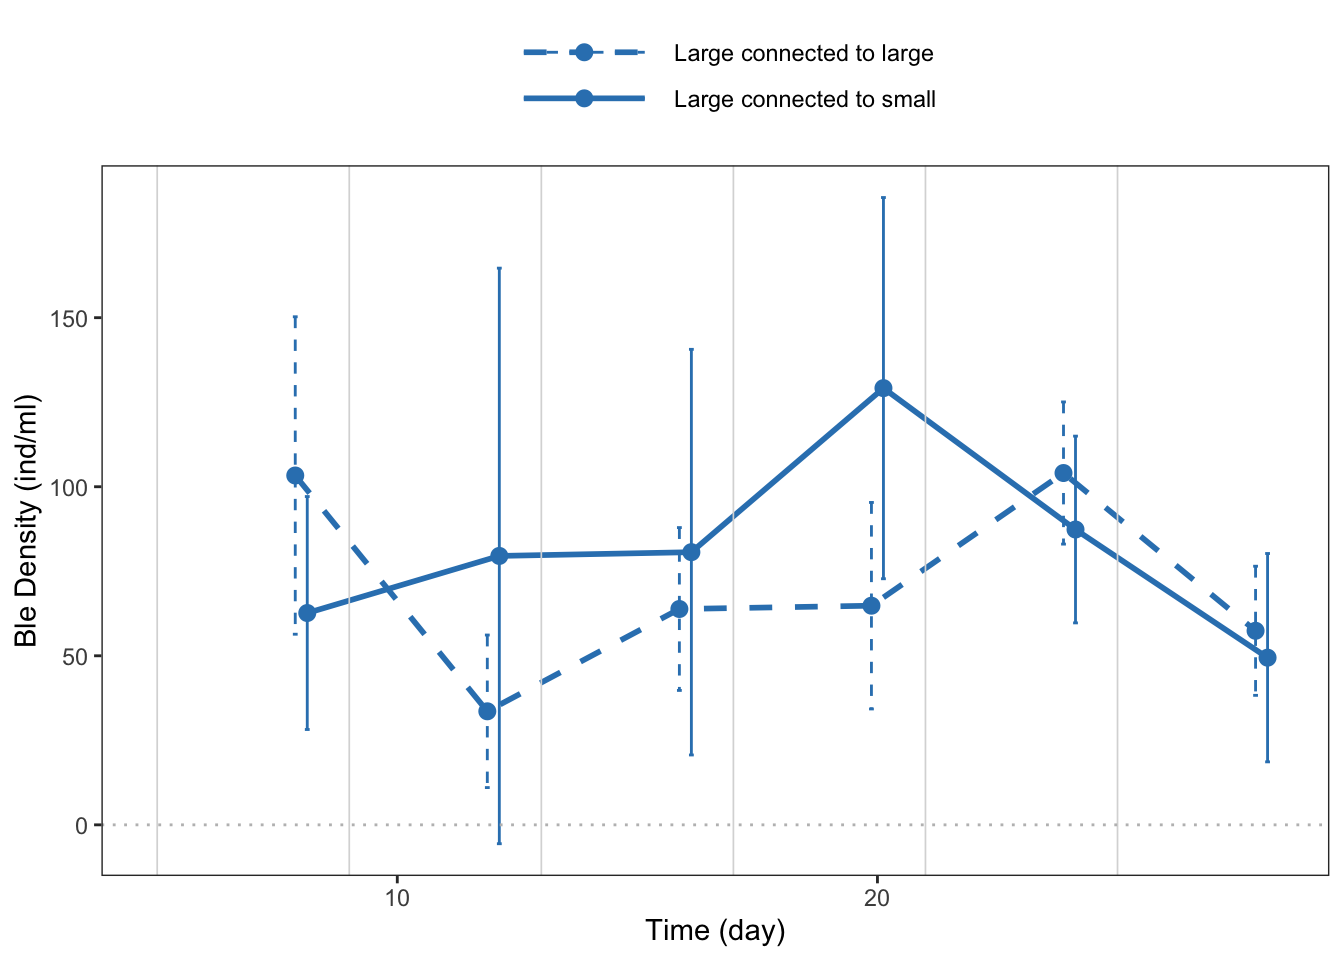 Large connected to large
Large connected to small
Ble Density (ind/ml)
150
100
50
0
10
20
Time (day)